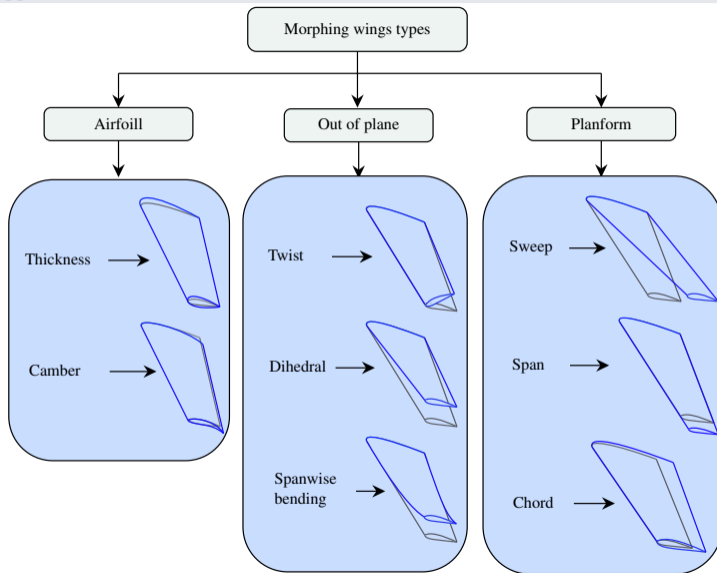 Morphing wings types
Airfoill
Out of plane
Planform
Thickness
Camber
Twist
Dihedral
Spanwise
bending
Sweep
Span
Chord